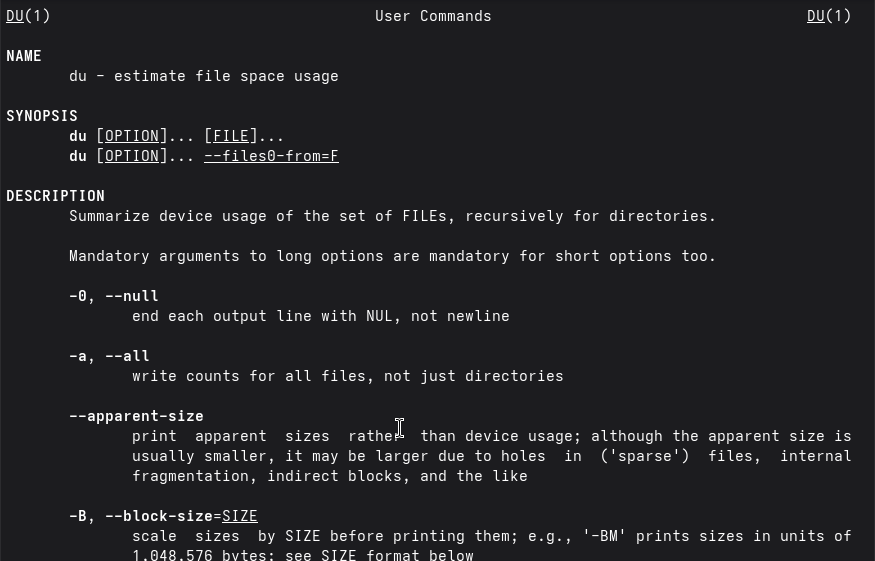 DU(1) User Commands DU(1)
NAME
du - estimate file space usage
SYNOPSIS
du [OPTION]... [FILE]...
du [OPTION]... --files0-from=F
DESCRIPTION
Summarize device usage of the set of FILEs, recursively for directories.
Mandatory arguments to long options are mandatory for short options too.
-0, --null
end each output line with NUL, not newline
-a, --all
write counts for all files, not just directories
--apparent-size
print apparent sizes rather than device usage; although the apparent size is
usually smaller, it may be larger due to holes in ('sparse') files, internal
fragmentation, indirect blocks, and the like
-B, --block-size=SIZE
scale sizes by SIZE before printing them; e.g., '-BM' prints sizes in units of
1,048,576 bytes; see SIZE format below